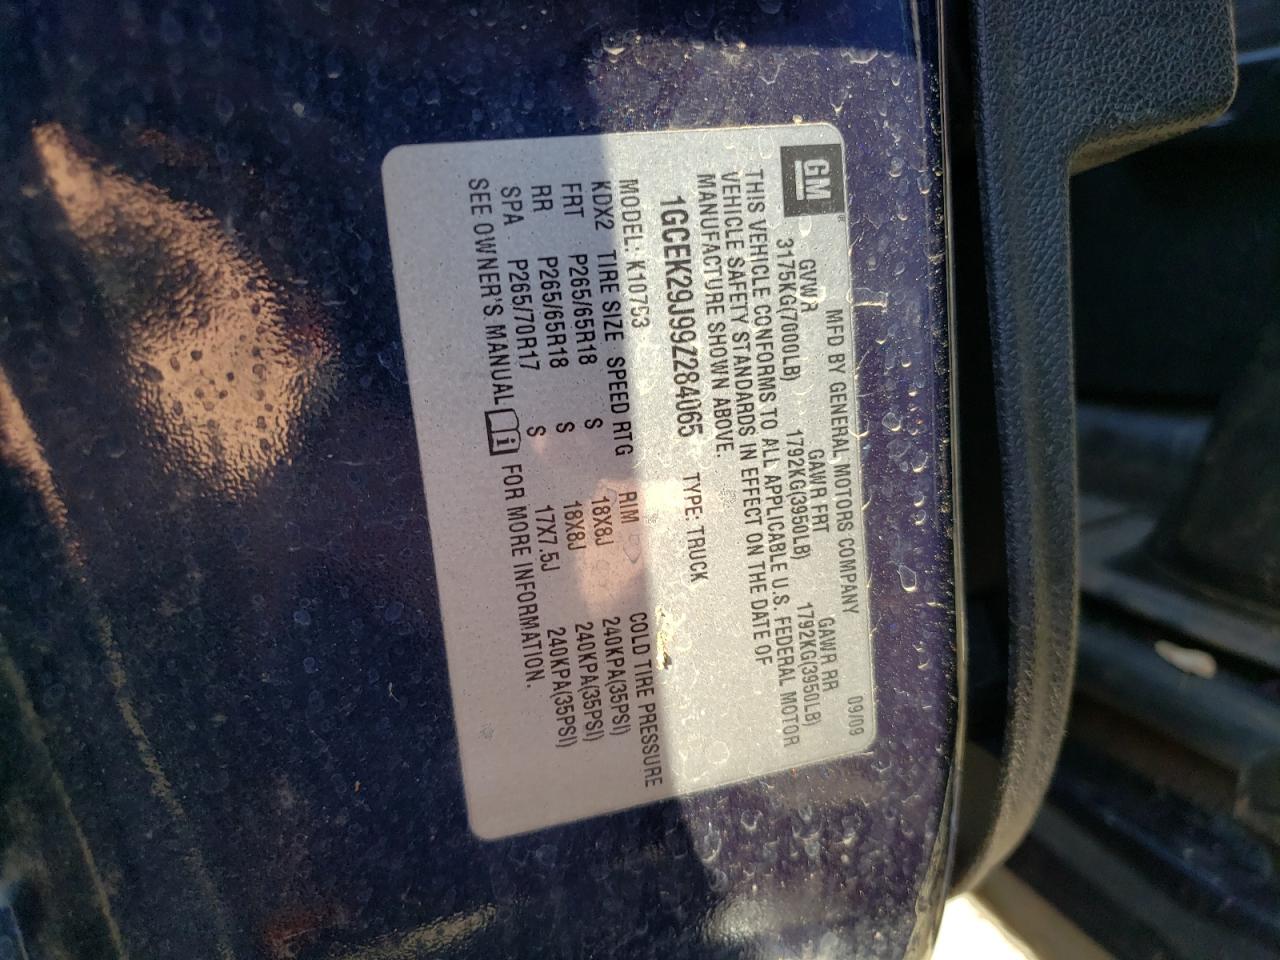 GM®
MFD BY GENERAL MOTORS COMPANY 09/09
GVWR GAWR FRT GAWR RR
3175KG(7000LB) 1792KG(3950LB) 1792KG(3950LB)
THIS VEHICLE CONFORMS TO ALL APPLICABLE U.S. FEDERAL MOTOR
VEHICLE SAFETY STANDARDS IN EFFECT ON THE DATE OF
MANUFACTURE SHOWN ABOVE.
1GCEK29J99Z284065 TYPE: TRUCK
MODEL: K10753
KDX2 TIRE SIZE SPEED RTG RIM COLD TIRE PRESSURE
FRT P265/65R18 S 18X8J 240KPA(35PSI)
RR P265/65R18 S 18X8J 240KPA(35PSI)
SPA P265/70R17 S 17X7.5J 240KPA(35PSI)
SEE OWNER'S MANUAL i FOR MORE INFORMATION.